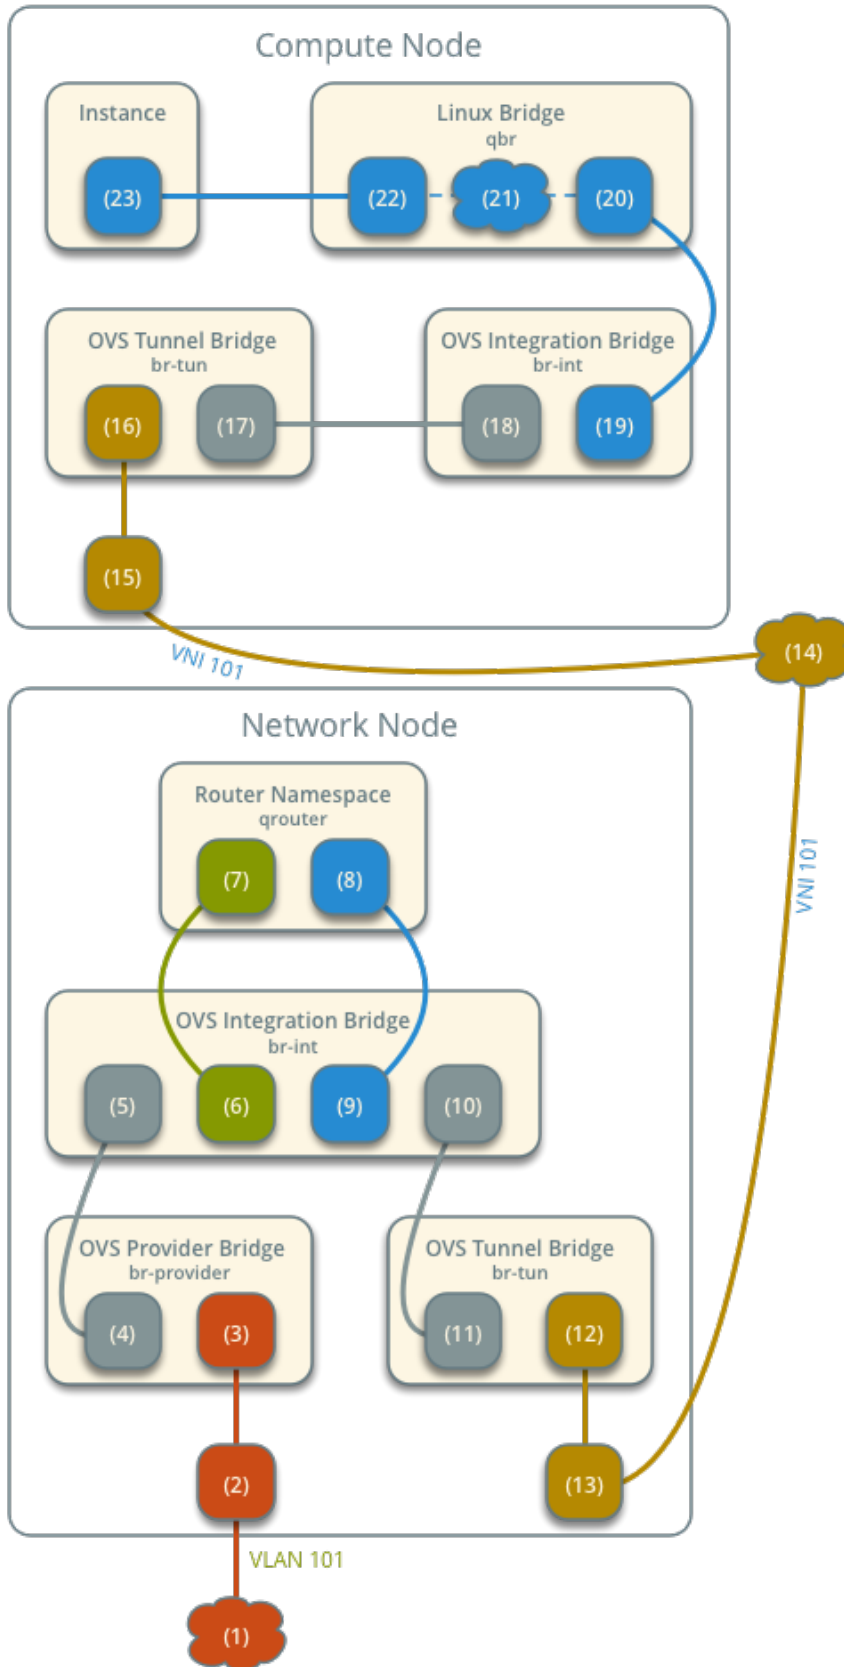 Compute Node
Instance
Linux Bridge
qbr
(23)
(22)
(21)
(20)
OVS Tunnel Bridge
br-tun
OVS Integration Bridge
br-int
(16)
(17)
(18)
(19)
(15)
VNI 101
(14)
Network Node
Router Namespace
qrouter
(7)
(8)
VNI 101
OVS Integration Bridge
br-int
(5)
(6)
(9)
(10)
OVS Provider Bridge
br-provider
OVS Tunnel Bridge
br-tun
(4)
(3)
(11)
(12)
(2)
(13)
VLAN 101
(1)